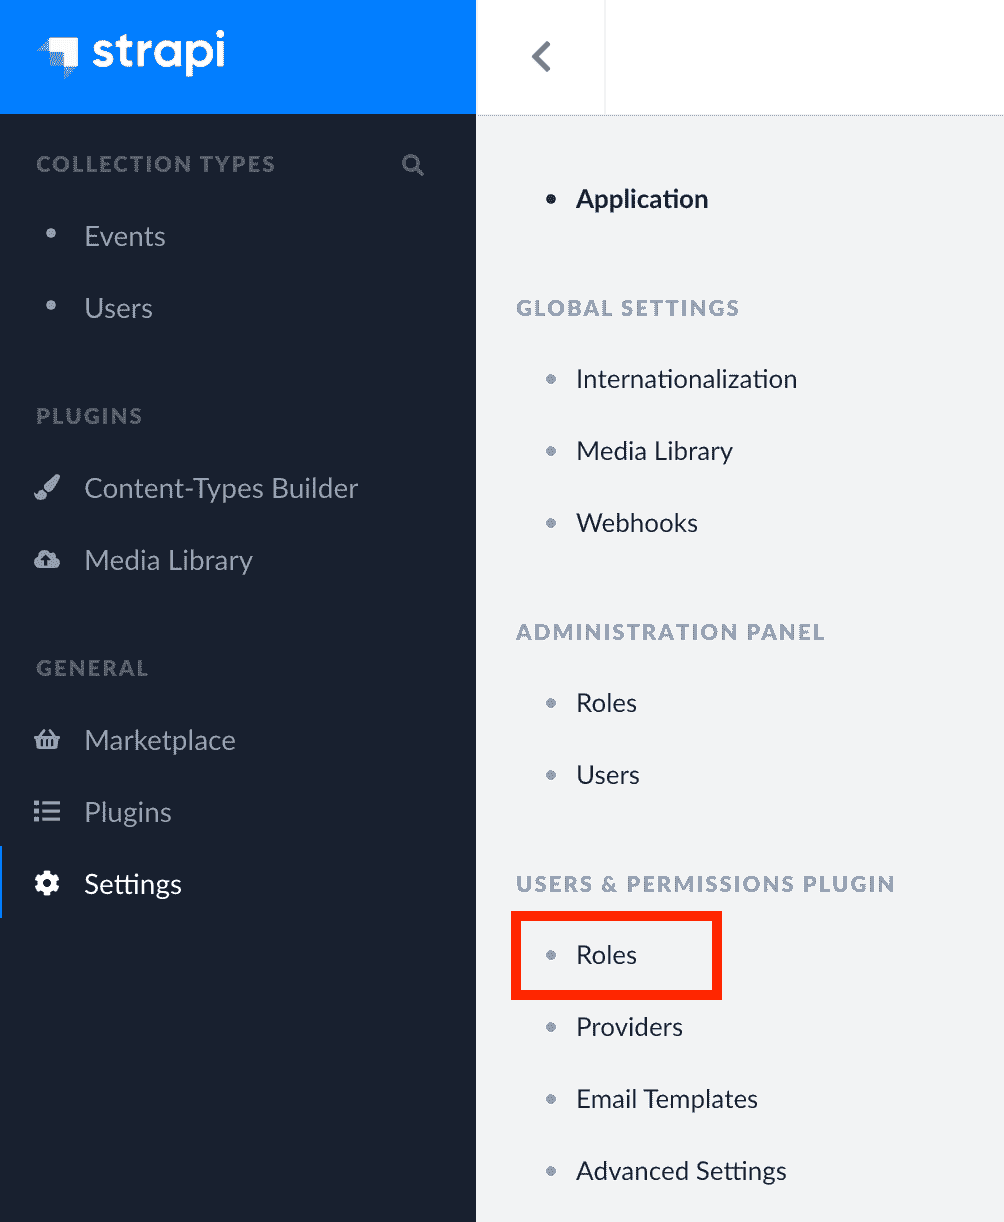 strapi
COLLECTION TYPES
Events
Users
PLUGINS
Content-Types Builder
Media Library
GENERAL
Marketplace
Plugins
Settings
Application
GLOBAL SETTINGS
Internationalization
Media Library
Webhooks
ADMINISTRATION PANEL
Roles
Users
USERS & PERMISSIONS PLUGIN
Roles
Providers
Email Templates
Advanced Settings